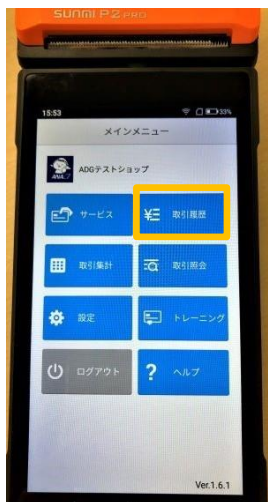 SUNMI P2 PRO
15:53
33%
メインメニュー
ADGテストショップ
サービス
取引履歴
取引集計
取引照会
設定
トレーニング
ログアウト
ヘルプ
Ver.1.6.1